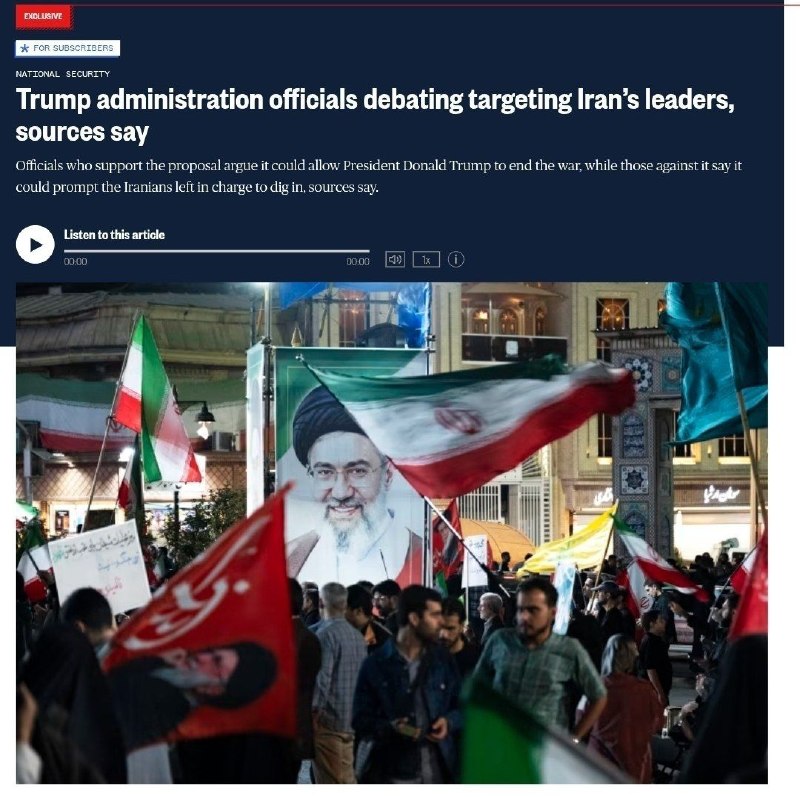 EXCLUSIVE
FOR SUBSCRIBERS
NATIONAL SECURITY
Trump administration officials debating targeting Iran’s leaders,
sources say
Officials who support the proposal argue it could allow President Donald Trump to end the war, while those against it say it
could prompt the Iranians left in charge to dig in, sources say.
Listen to this article
00:00
00:00
1x